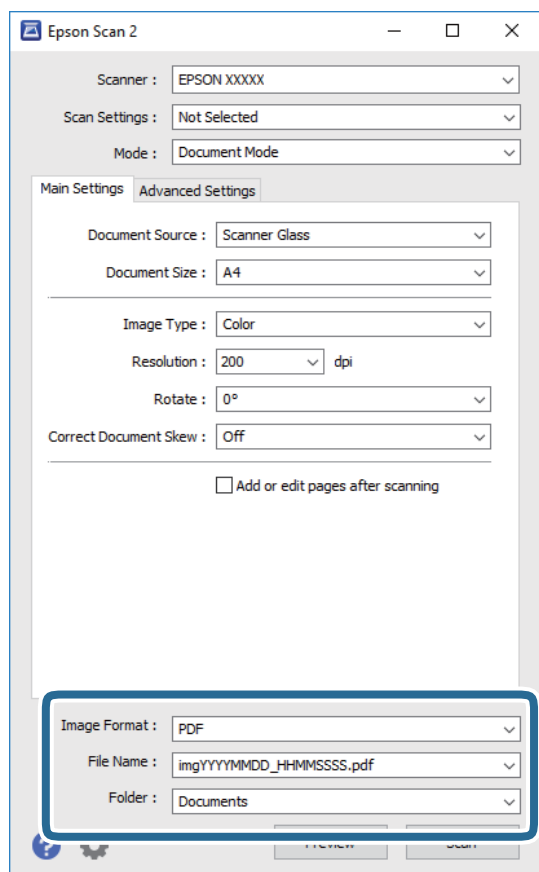 Epson Scan 2
Scanner : EPSON XXXXX
Scan Settings : Not Selected
Mode : Document Mode
Main Settings Advanced Settings
Document Source : Scanner Glass
Document Size : A4
Image Type : Color
Resolution : 200 dpi
Rotate : 0°
Correct Document Skew : Off
Add or edit pages after scanning
Image Format : PDF
File Name : imgYYYYMMDD_HHMMSSSS.pdf
Folder : Documents
? Preview Scan